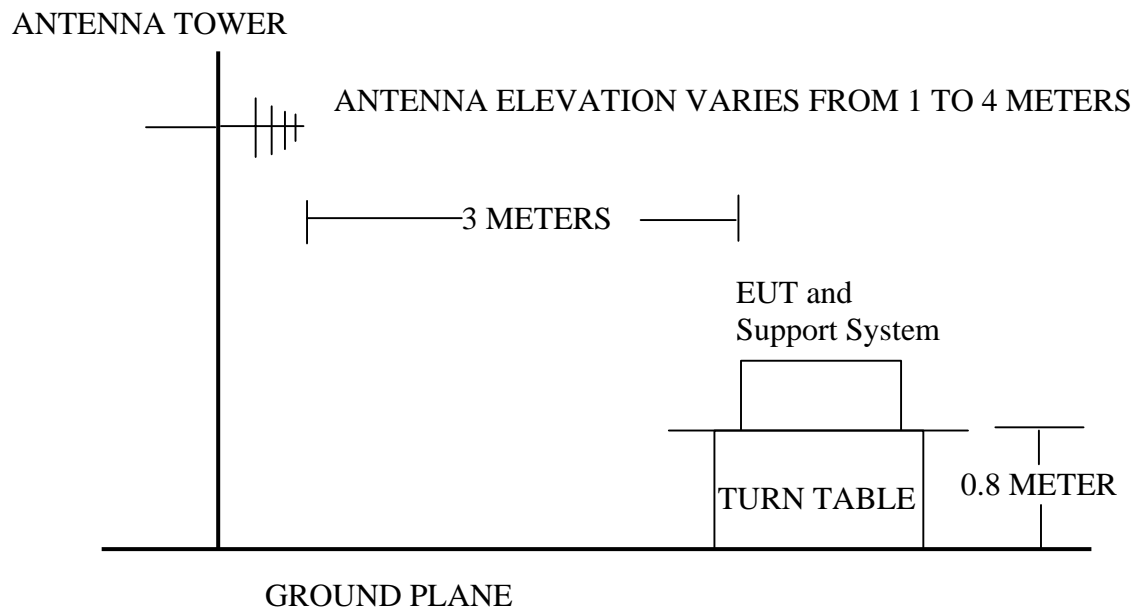 ANTENNA TOWER
ANTENNA ELEVATION VARIES FROM 1 TO 4 METERS
3 METERS
EUT and
Support System
TURN TABLE
0.8 METER
GROUND PLANE